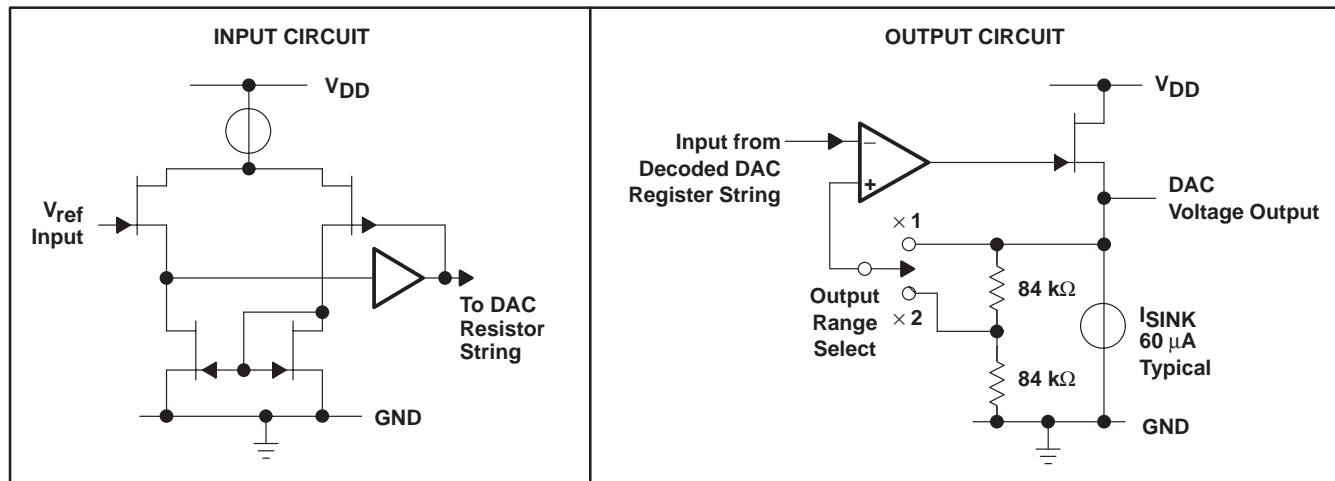 INPUT CIRCUIT
VDD
Vref
Input
To DAC
Resistor
String
GND
OUTPUT CIRCUIT
VDD
Input from
Decoded DAC
Register String
–
+
DAC
Voltage Output
× 1
Output
Range
Select
× 2
84 kΩ
84 kΩ
ISINK
60 μA
Typical
GND